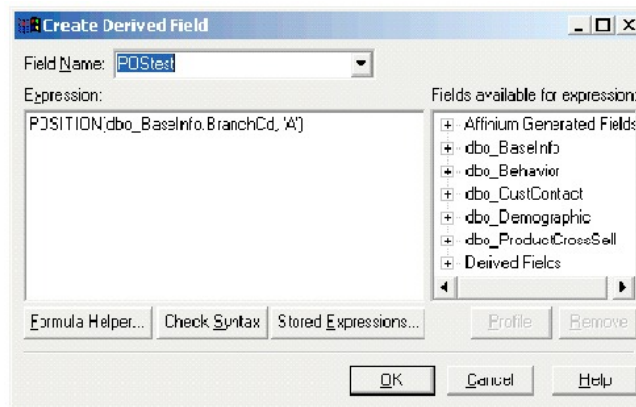 Create Derived Field
Field Name: POStest
Expression:
Fields available for expression:
POSITION(dbo_BaseInfo.BranchCd, 'A')
Affinium Generated Fields
dbo_BaseInfo
dbo_Behavior
dbo_CustContact
dbo_Demographic
dbo_ProductCrossSell
Derived Fields
Formula Helper...
Check Syntax
Stored Expressions...
Profile
Remove
OK
Cancel
Help